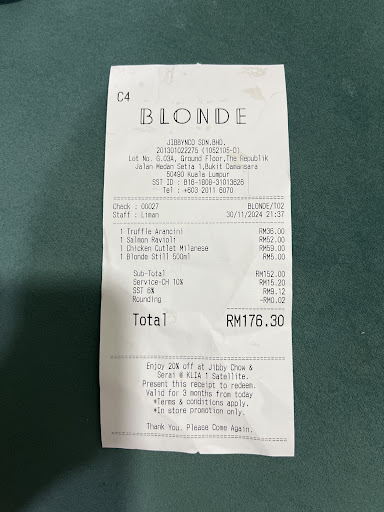 C4
BLONDE
JIBBYNCO SDN.BHD.
201301022275 (1052105-D)
Lot No. G.03A, Ground Floor,The Republik
Jalan Medan Setia 1,Bukit Damansara
50490 Kuala Lumpur
SST ID : B16-1808-31013626
Tel : +603 2011 6070
Check : 00027 BLONDE/T02
Staff : Liman 30/11/2024 21:37
1 Truffle Arancini RM36.00
1 Salmon Ravioli RM52.00
1 Chicken Cutlet Milanese RM59.00
1 Blonde Still 500ml RM5.00
Sub-Total RM152.00
Service-CH 10% RM15.20
SST 6% RM9.12
Rounding -RM0.02
Total RM176.30
Enjoy 20% off at Jibby Chow &
Serai @ KLIA 1 Satellite.
Present this receipt to redeem.
Valid for 3 months from today
*Terms & conditions apply.
*In store promotion only.
Thank You. Please Come Again.